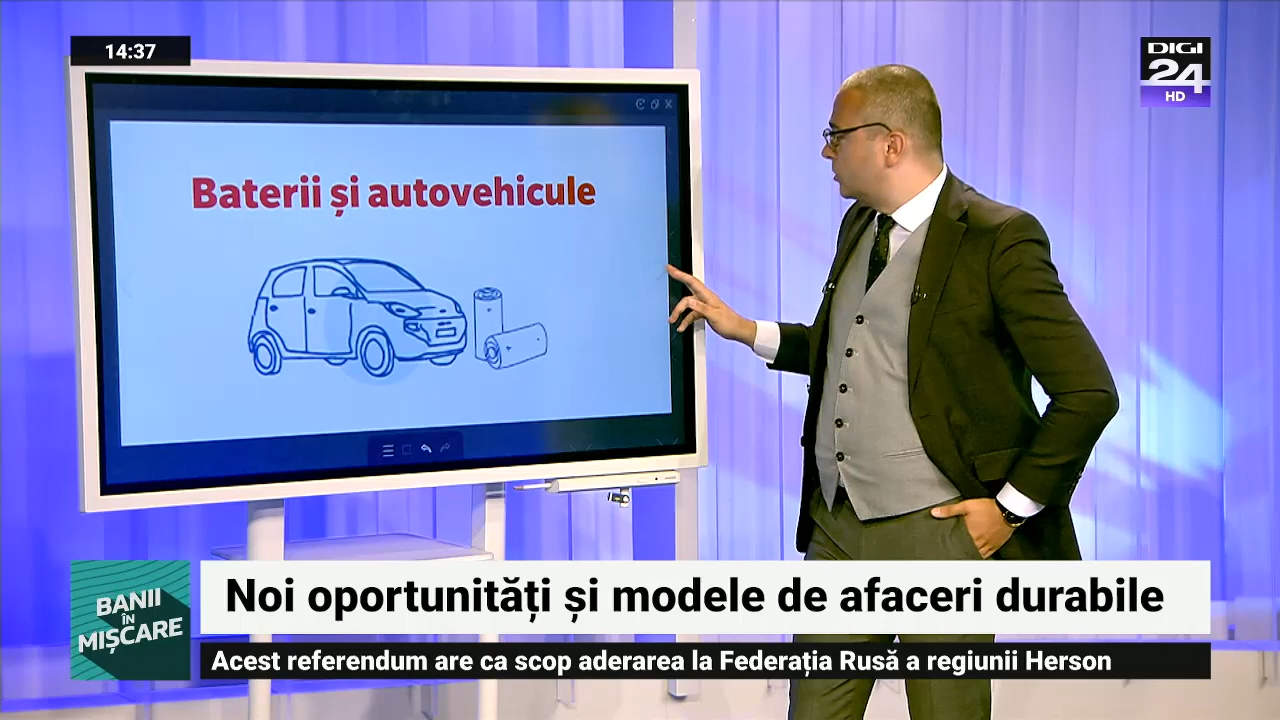 14:37
DIGI
24
HD
Baterii și autovehicule
BANII
ÎN
MIȘCARE
Noi oportunități și modele de afaceri durabile
Acest referendum are ca scop aderarea la Federația Rusă a regiunii Herson